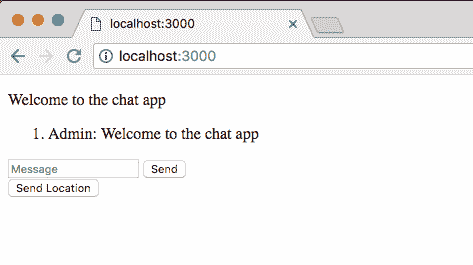 localhost:3000
localhost:3000
Welcome to the chat app
1. Admin: Welcome to the chat app
Message Send
Send Location